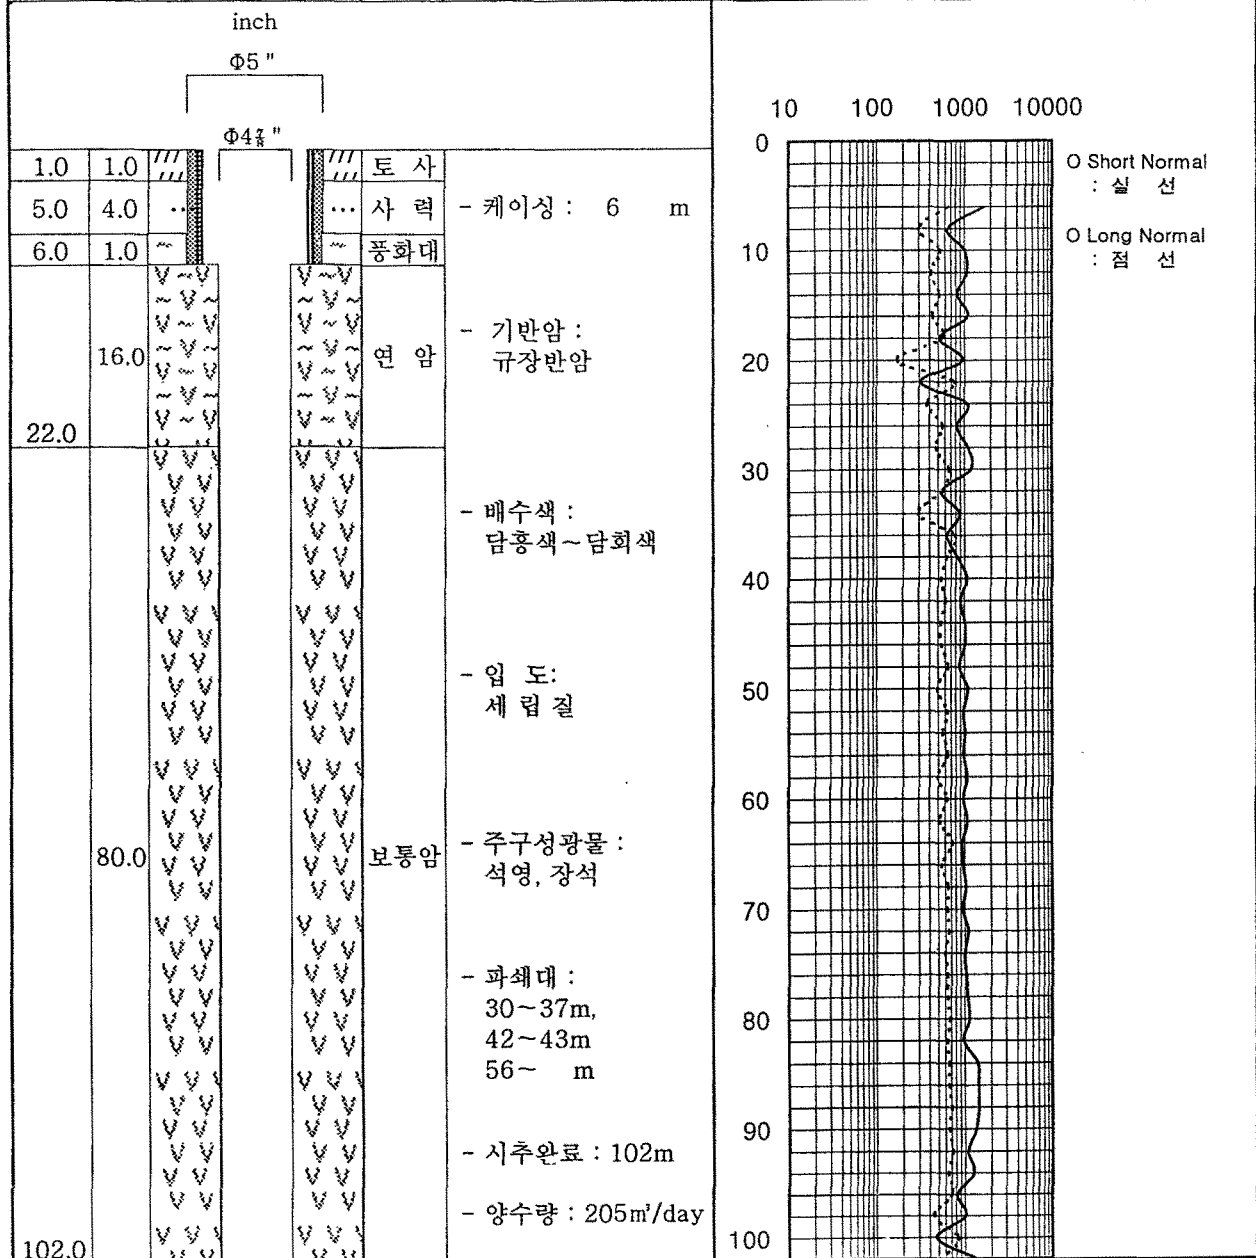 inch
Φ5 "
Φ4⅞ "
1.0 1.0 토 사
5.0 4.0 사 력
6.0 1.0 풍화대
- 케이싱 : 6 m
16.0 연 암
22.0
- 기반암 :
규장반암
- 배수색 :
담홍색~담회색
- 입 도:
세 립 질
80.0 보통암
- 주구성광물 :
석영, 장석
- 파쇄대 :
30~37m,
42~43m
56~ m
- 시추완료 : 102m
- 양수량 : 205㎥/day
102.0
10 100 1000 10000
0
10
20
30
40
50
60
70
80
90
100
O Short Normal
: 실 선
O Long Normal
: 점 선